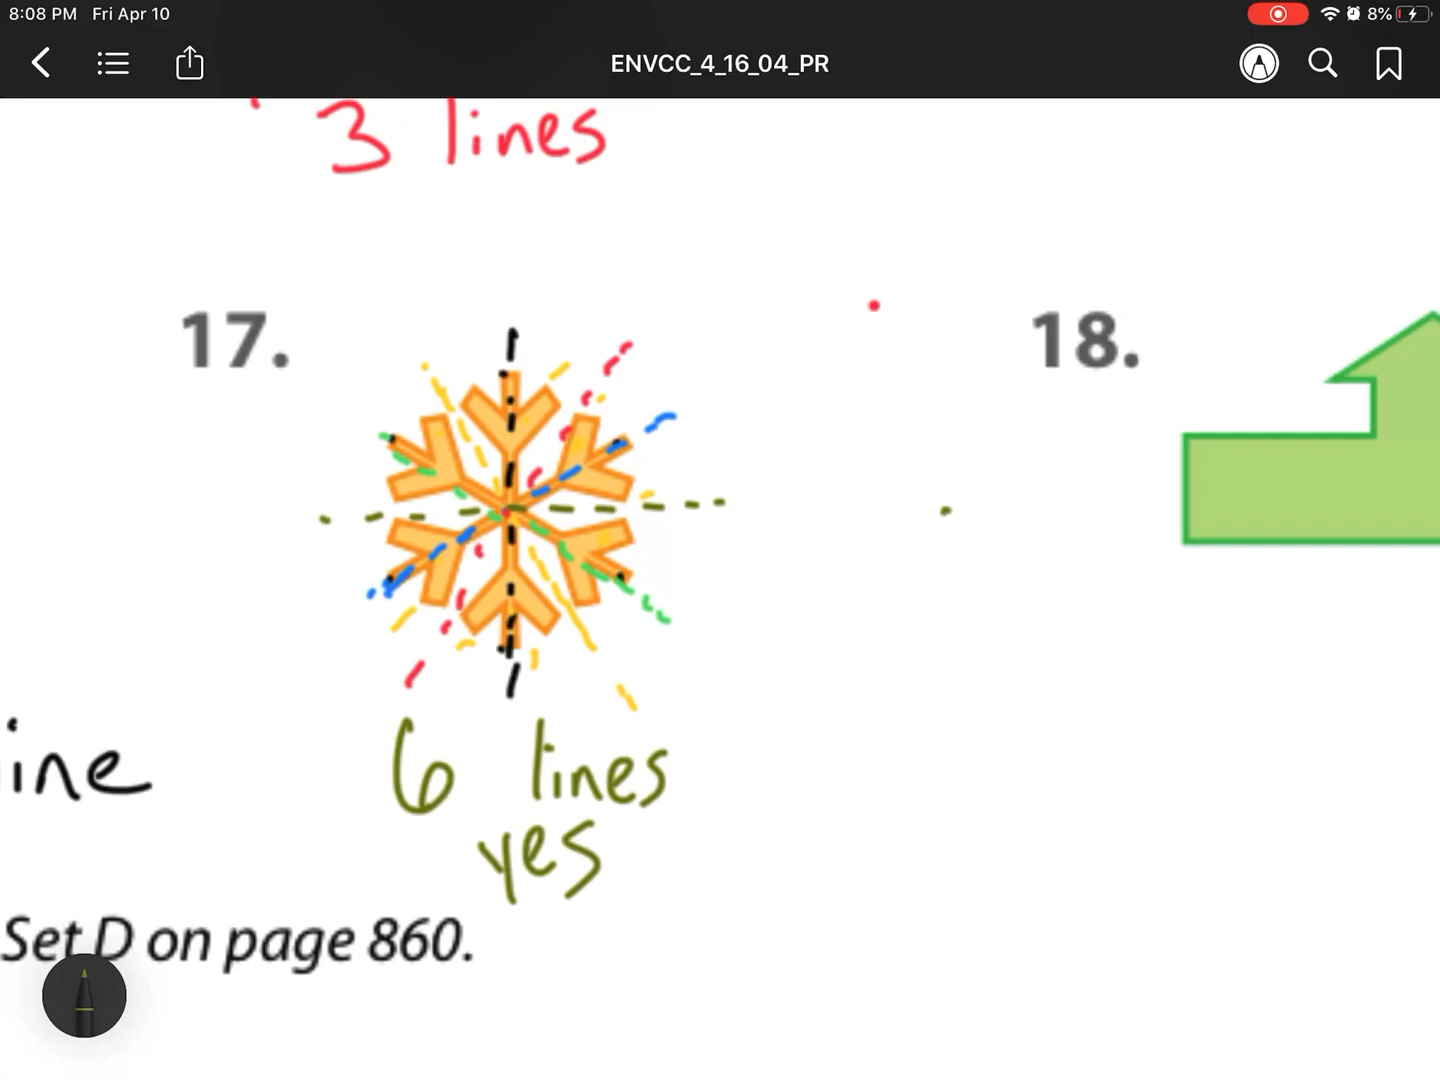 8:08 PM Fri Apr 10 8%
ENVCC_4_16_04_PR
3 lines
17. 18.
ine
6 lines
yes
Set D on page 860.